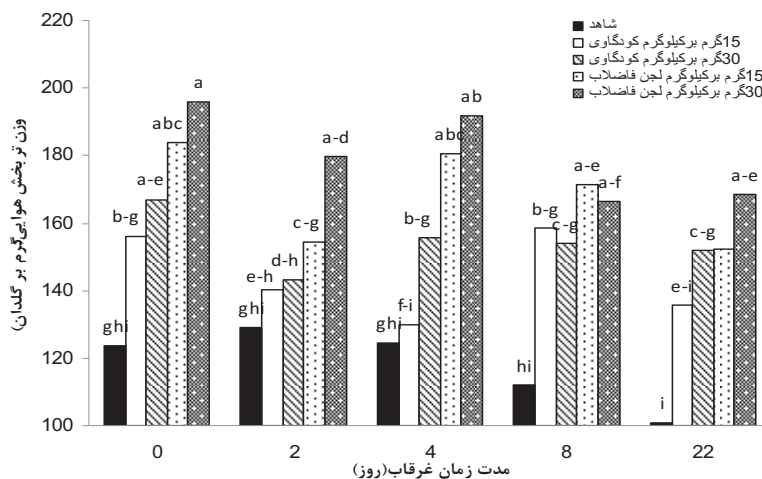 شاهد
15گرم برکیلوگرم کودگاوی
30گرم برکیلوگرم کودگاوی
15گرم برکیلوگرم لجن فاضلاب
30گرم برکیلوگرم لجن فاضلاب
وزن تر بخش هوایی(گرم بر گلدان)
220
200
180
160
140
120
100
ghi
b-g
a-e
abc
a
ghi
e-h
d-h
c-g
a-d
ghi
f-i
b-g
abc
ab
hi
b-g
c-g
a-e
a-f
i
e-i
c-g
a-e
0 2 4 8 22
مدت زمان غرقاب(روز)